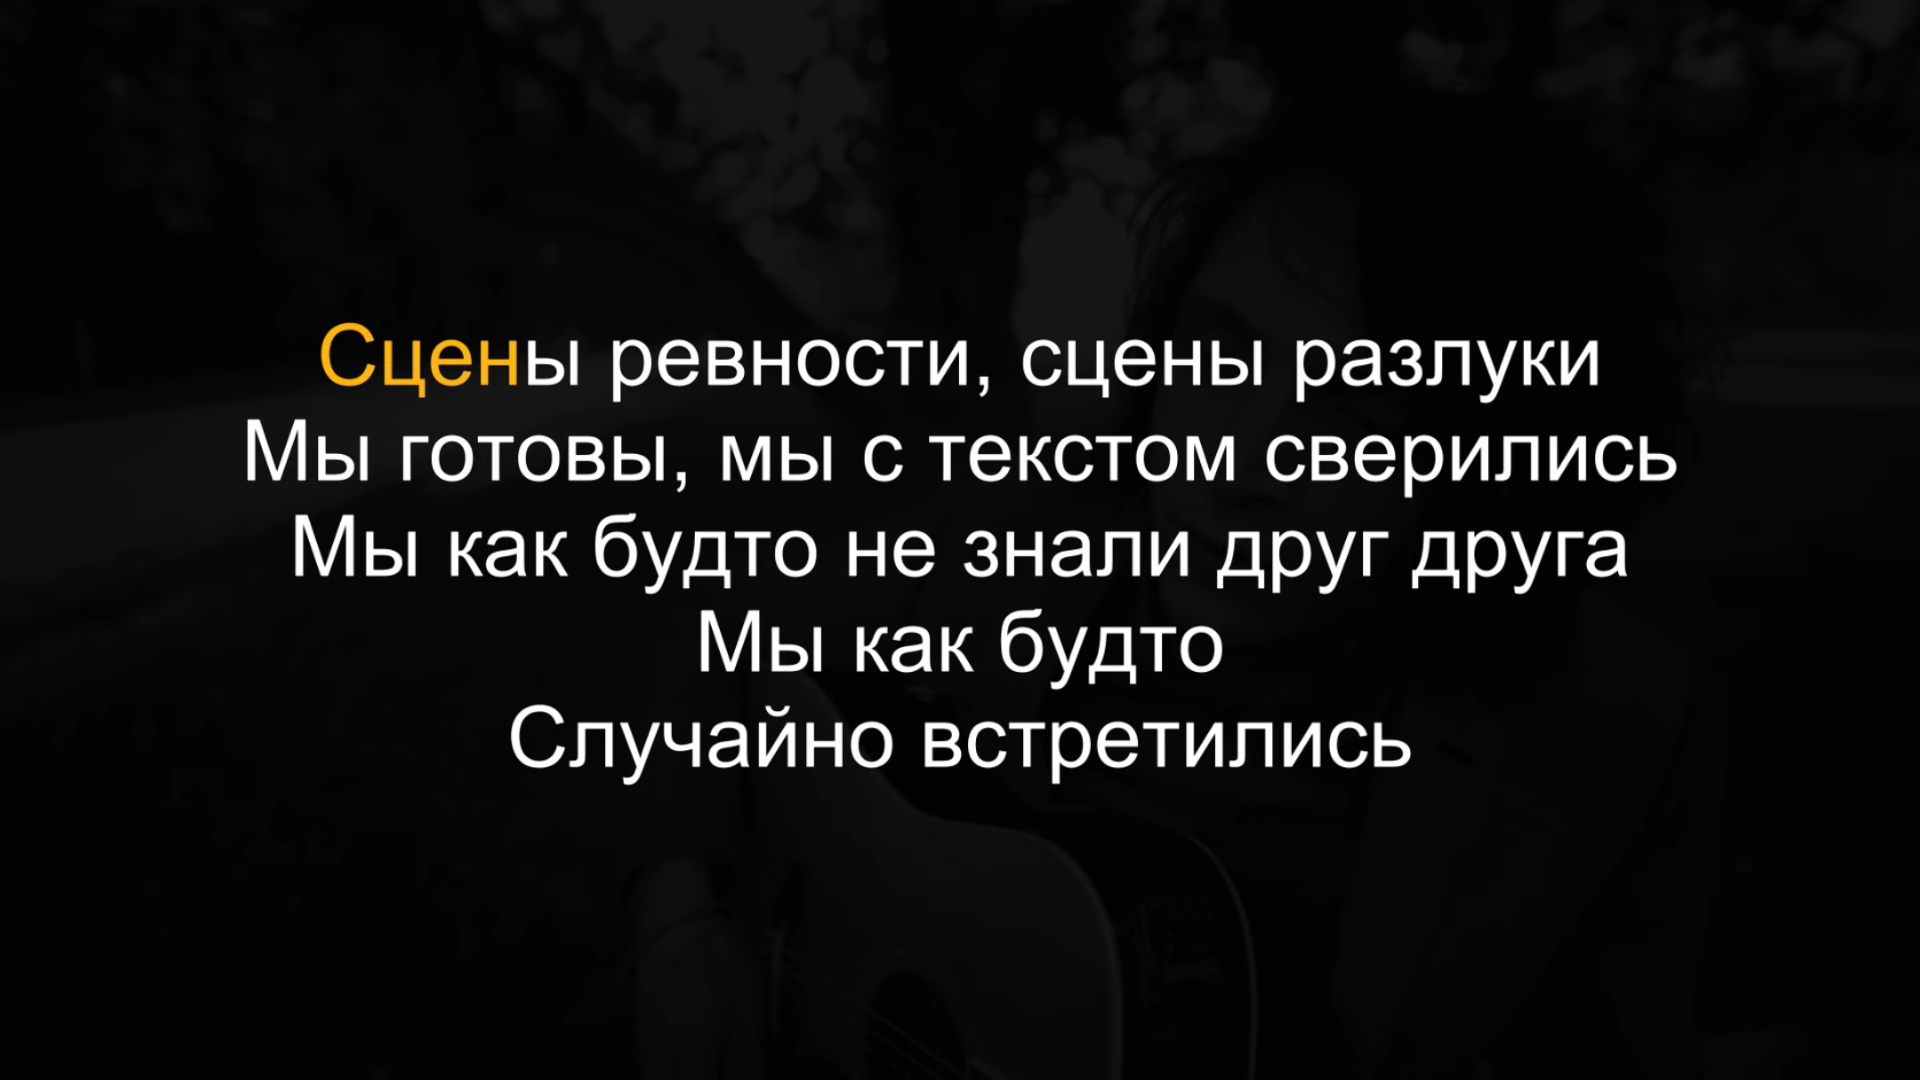 Сцены ревности, сцены разлуки
Мы готовы, мы с текстом сверились
Мы как будто не знали друг друга
Мы как будто
Случайно встретились